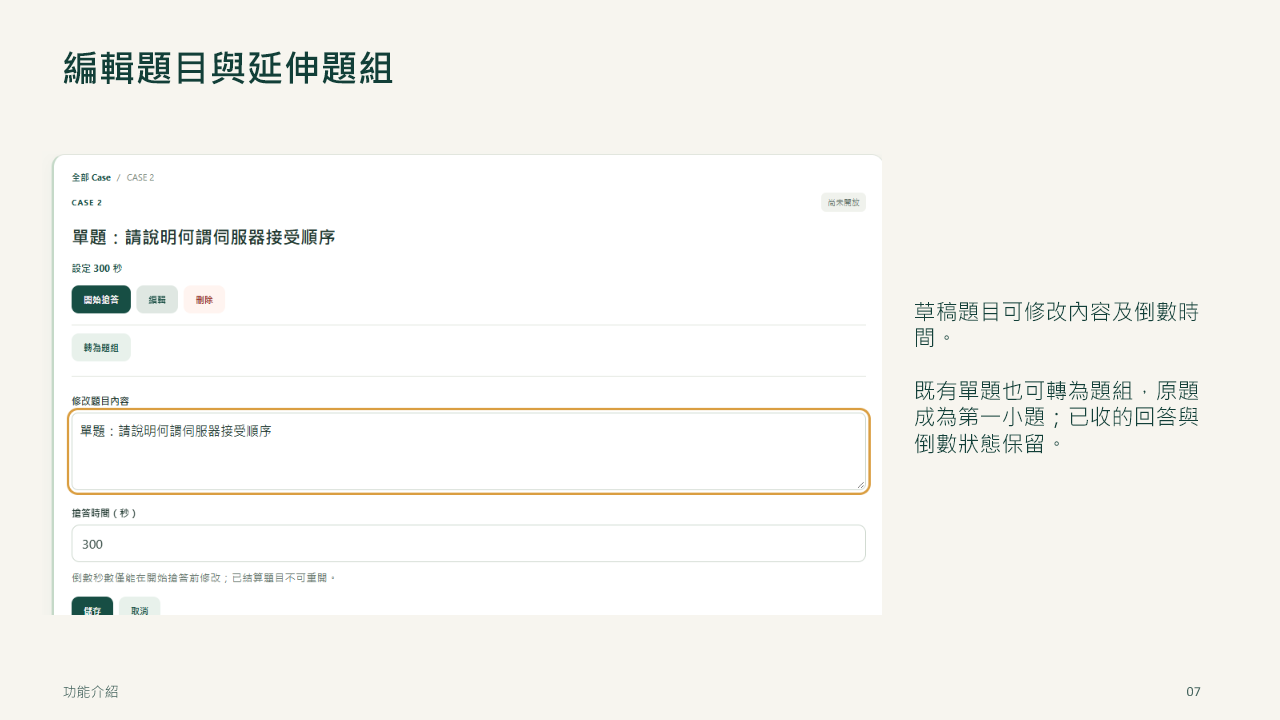 編輯題目與延伸題組
全部 Case / CASE 2
CASE 2
尚未開放
單題：請說明何謂伺服器接受順序
設定 300 秒
開始搶答
編輯
刪除
轉為題組
修改題目內容
單題：請說明何謂伺服器接受順序
搶答時間（秒）
300
倒數秒數僅能在開始搶答前修改；已結算題目不可重開。
儲存
取消
草稿題目可修改內容及倒數時
間。
既有單題也可轉為題組，原題
成為第一小題；已收的回答與
倒數狀態保留。
功能介紹
07